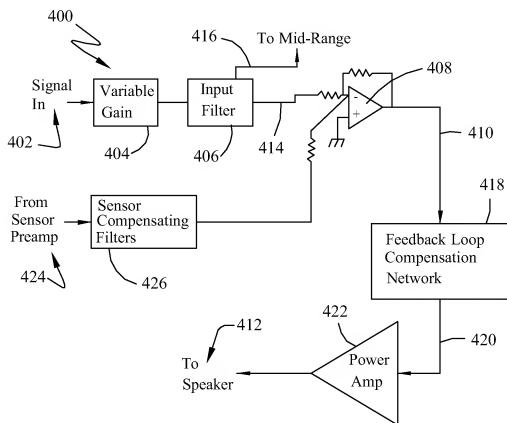 400
416
To Mid-Range
Signal
In
402
Variable
Gain
404
Input
Filter
406
414
-
+
408
410
From
Sensor
Preamp
424
Sensor
Compensating
Filters
426
418
Feedback Loop
Compensation
Network
420
422
Power
Amp
412
To
Speaker